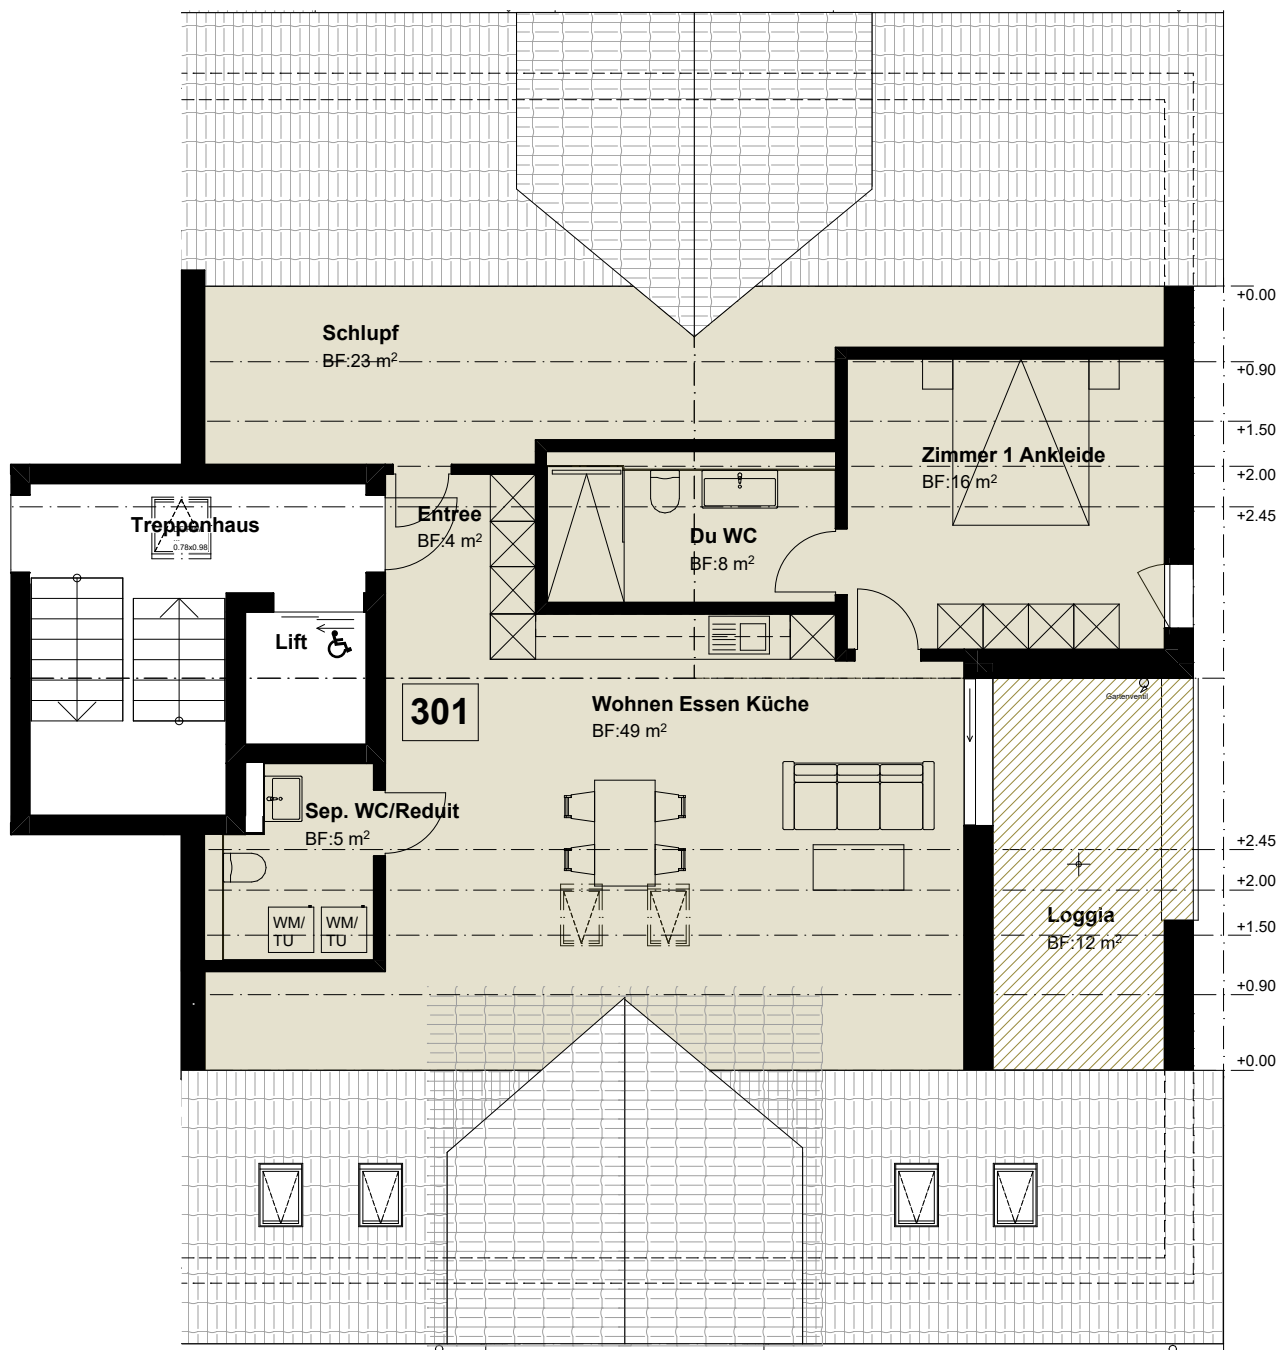 +0.00
Schlupf
BF:23 m²
+0.90
+1.50
Zimmer 1 Ankleide
BF:16 m²
+2.00
+2.45
Treppenhaus
0.78x0.98
Entree
BF:4 m²
Du WC
BF:8 m²
Lift
Gartenventil
301
Wohnen Essen Küche
BF:49 m²
Sep. WC/Reduit
BF:5 m²
+2.45
+2.00
WM/
TU
WM/
TU
Loggia
BF:12 m²
+1.50
+0.90
+0.00